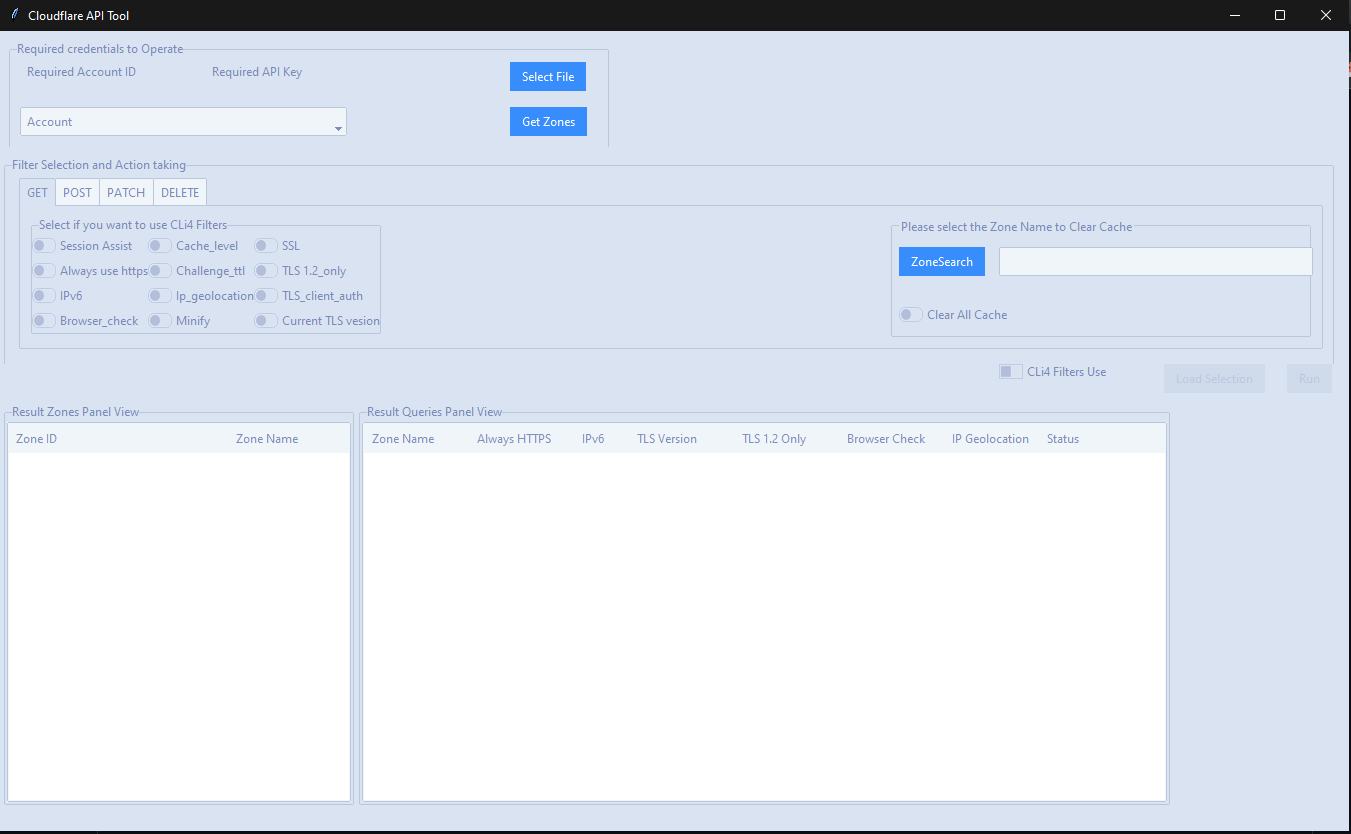 Cloudflare API Tool
Required credentials to Operate
Required Account ID Required API Key Select File
Account Get Zones
Filter Selection and Action taking
GET POST PATCH DELETE
Select if you want to use CLi4 Filters
Session Assist Cache_level SSL
Always use https Challenge_ttl TLS 1.2_only
IPv6 Ip_geolocation TLS_client_auth
Browser_check Minify Current TLS vesion
Please select the Zone Name to Clear Cache
ZoneSearch
Clear All Cache
CLi4 Filters Use Load Selection Run
Result Zones Panel View
Zone ID Zone Name
Result Queries Panel View
Zone Name Always HTTPS IPv6 TLS Version TLS 1.2 Only Browser Check IP Geolocation Status